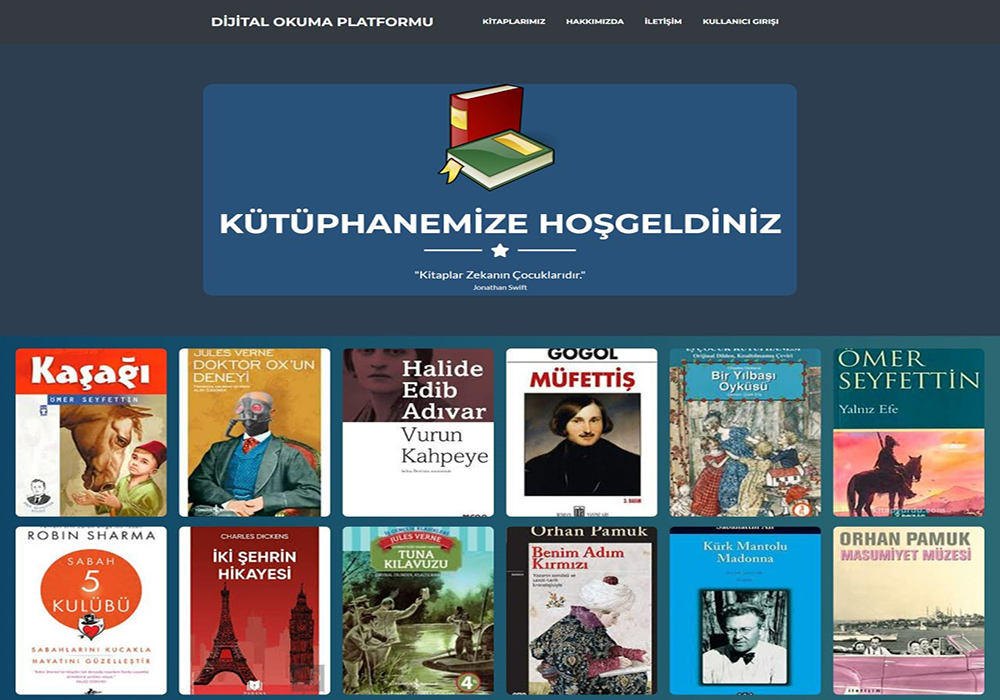 DİJİTAL OKUMA PLATFORMU
KİTAPLARIMIZ HAKKIMIZDA İLETİŞİM KULLANICI GIRIŞI
KÜTÜPHANEMİZE HOŞGELDİNİZ
"Kitaplar Zekanın Çocuklarıdır."
Jonathan Swift
Kaşağı
ÖMER SEYFETTİN
JULES VERNE
DOKTOR OX'UN
DENEYİ
Halide
Edib
Adıvar
Vurun
Kahpeye
GOGOL
MÜFETTİŞ
3. BASIM
Bir Yılbaşı
Öyküsü
ÖMER
SEYFETTİN
Yalnız Efe
ROBIN SHARMA
SABAH
5
KULÜBÜ
SABAHLARINI KUCAKLA
HAYATINI GÜZELLEŞTİR
CHARLES DICKENS
İKİ ŞEHRİN
HİKAYESİ
JULES VERNE
TUNA
KILAVUZU
4
Orhan Pamuk
Benim Adım
Kırmızı
Sabahattin Ali
Kürk Mantolu
Madonna
ORHAN PAMUK
MASUMİYET MÜZESİ